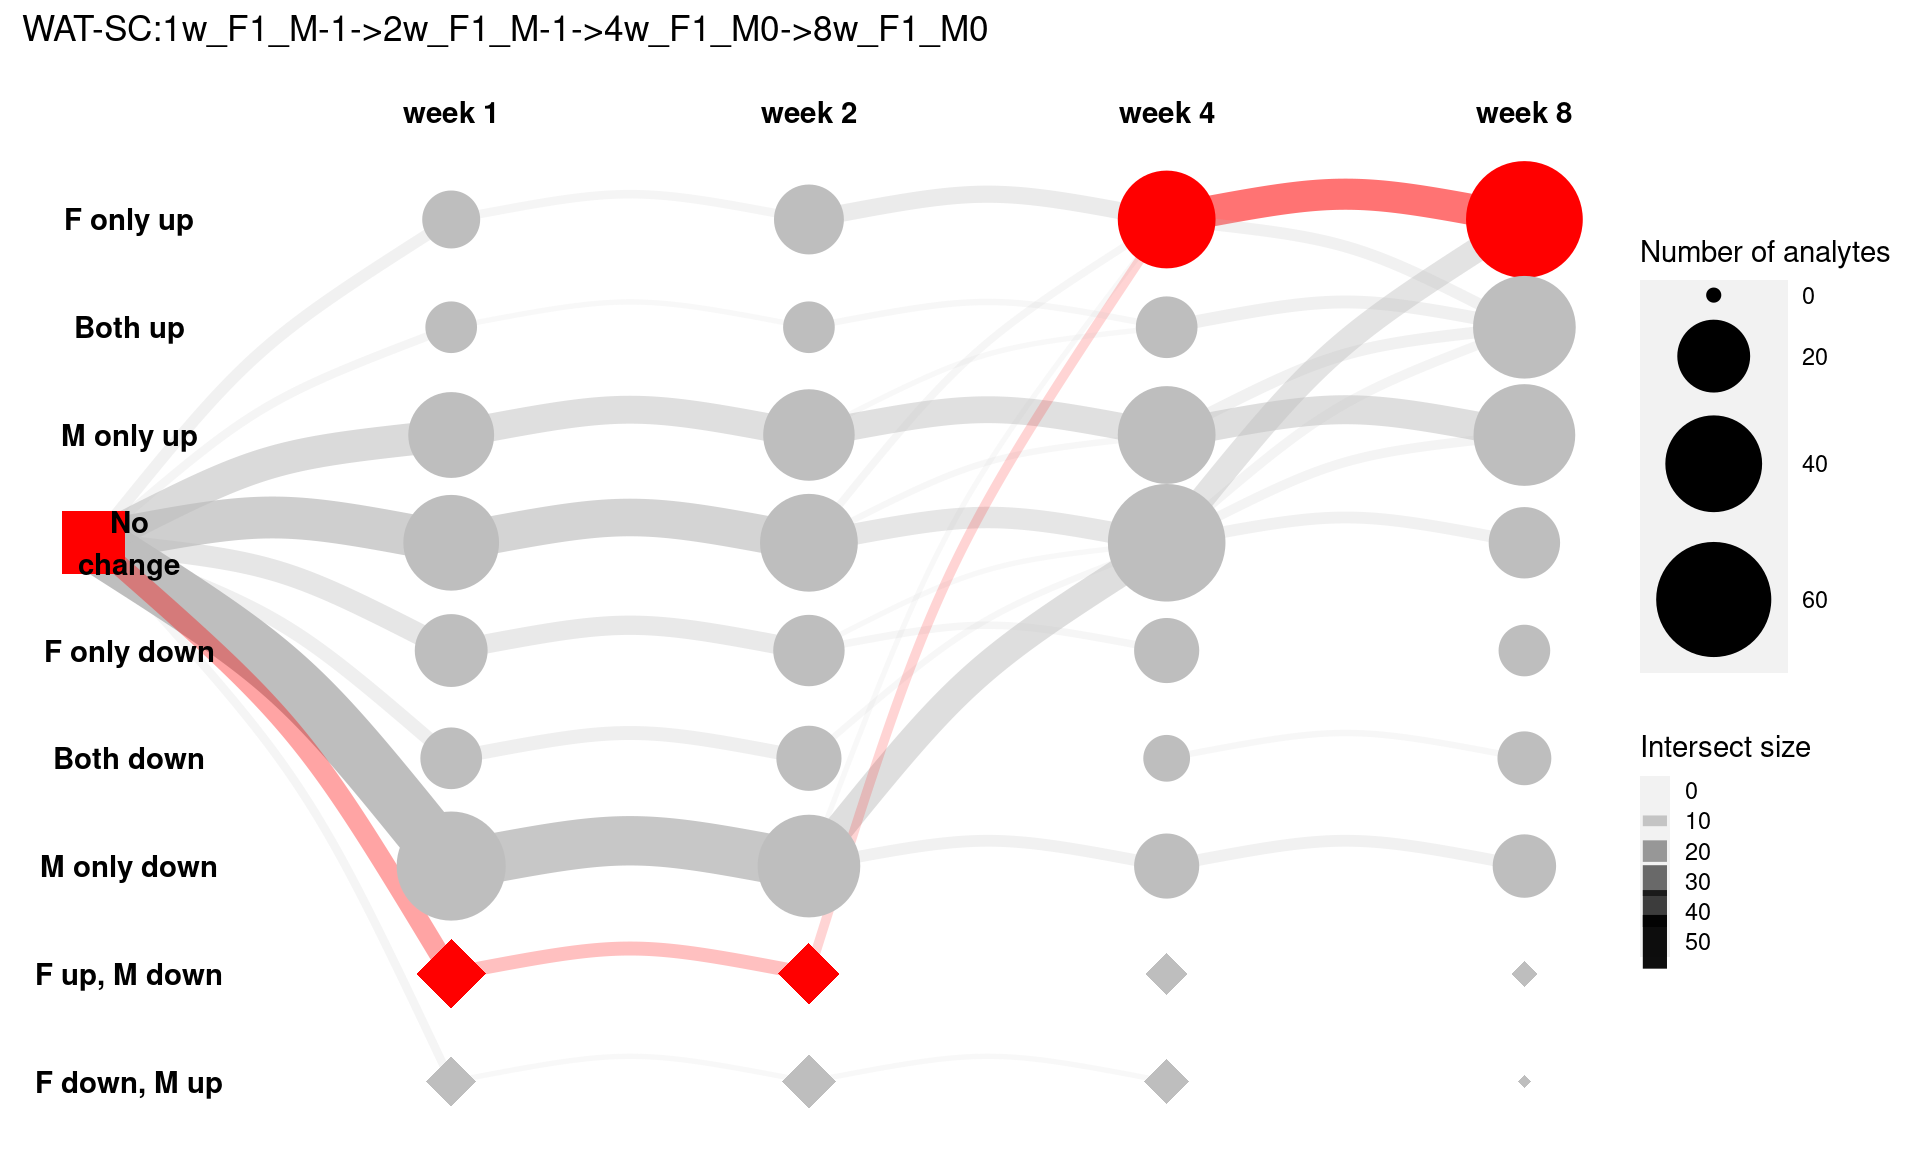 WAT-SC:1w_F1_M-1->2w_F1_M-1->4w_F1_M0->8w_F1_M0
week 1
week 2
week 4
week 8
F only up
Both up
M only up
No
change
F only down
Both down
M only down
F up, M down
F down, M up
Number of analytes
0
20
40
60
Intersect size
0
10
20
30
40
50